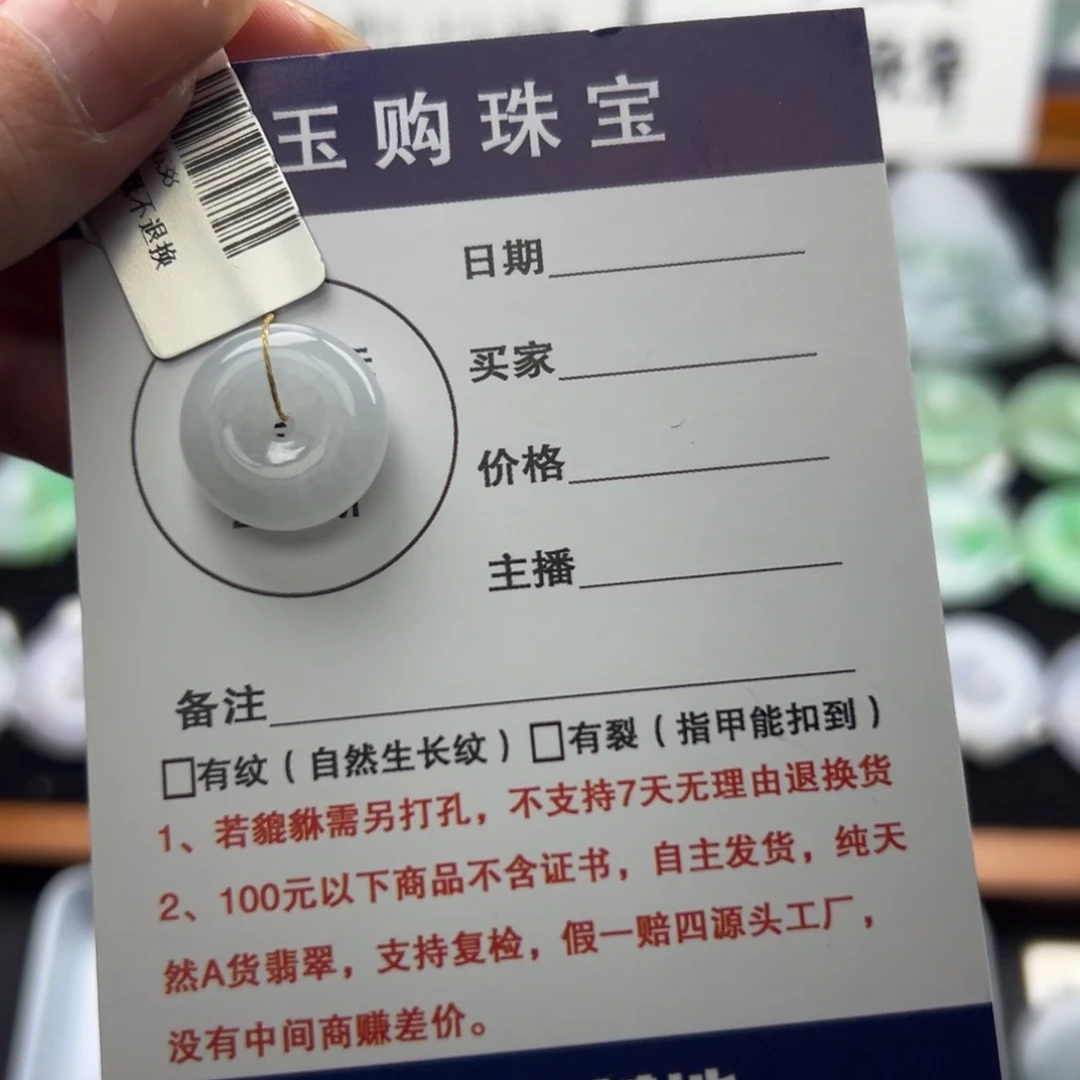 玉购珠宝
不退换
日期
买家
价格
主播
备注
□有纹（自然生长纹）□有裂（指甲能扣到）
1、若貔貅需另打孔，不支持7天无理由退换货
2、100元以下商品不含证书，自主发货，纯天
然A货翡翠，支持复检，假一赔四源头工厂，
没有中间商赚差价。